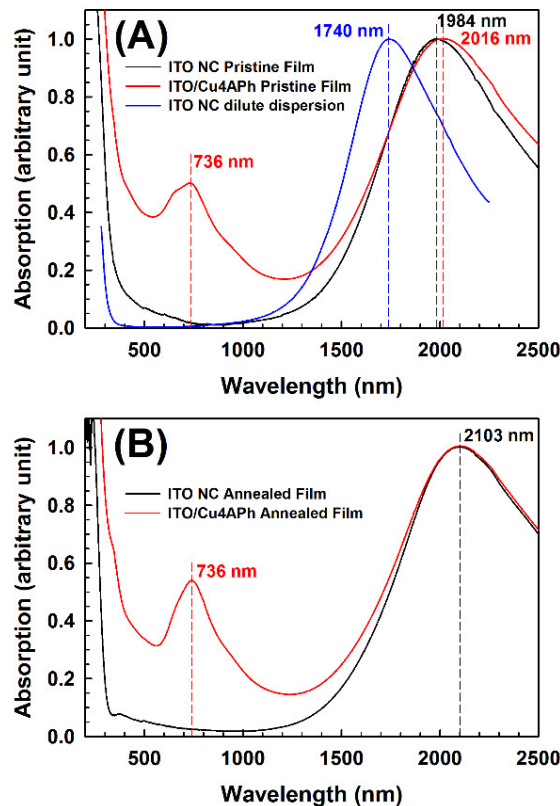 (A)
1984 nm
1740 nm
2016 nm
ITO NC Pristine Film
ITO/Cu4APh Pristine Film
ITO NC dilute dispersion
736 nm
Absorption (arbitrary unit)
1.0
0.8
0.6
0.4
0.2
0.0
500 1000 1500 2000 2500
Wavelength (nm)
(B)
2103 nm
ITO NC Annealed Film
ITO/Cu4APh Annealed Film
736 nm
Absorption (arbitrary unit)
1.0
0.8
0.6
0.4
0.2
0.0
500 1000 1500 2000 2500
Wavelength (nm)